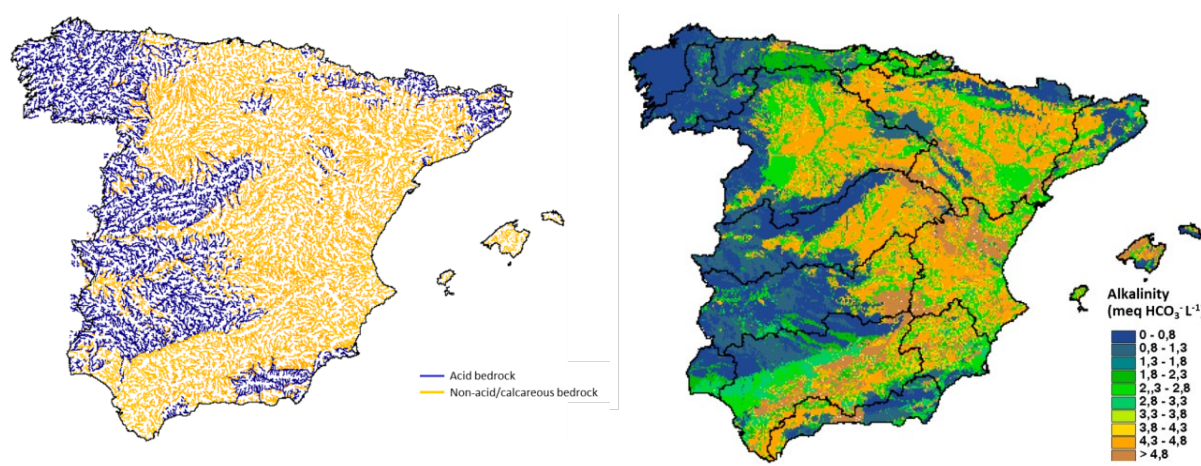 Acid bedrock
Non-acid/calcareous bedrock
Alkalinity
(meq HCO₃⁻ L⁻¹)
0 - 0,8
0,8 - 1,3
1,3 - 1,8
1,8 - 2,3
2,3 - 2,8
2,8 - 3,3
3,3 - 3,8
3,8 - 4,3
4,3 - 4,8
> 4,8